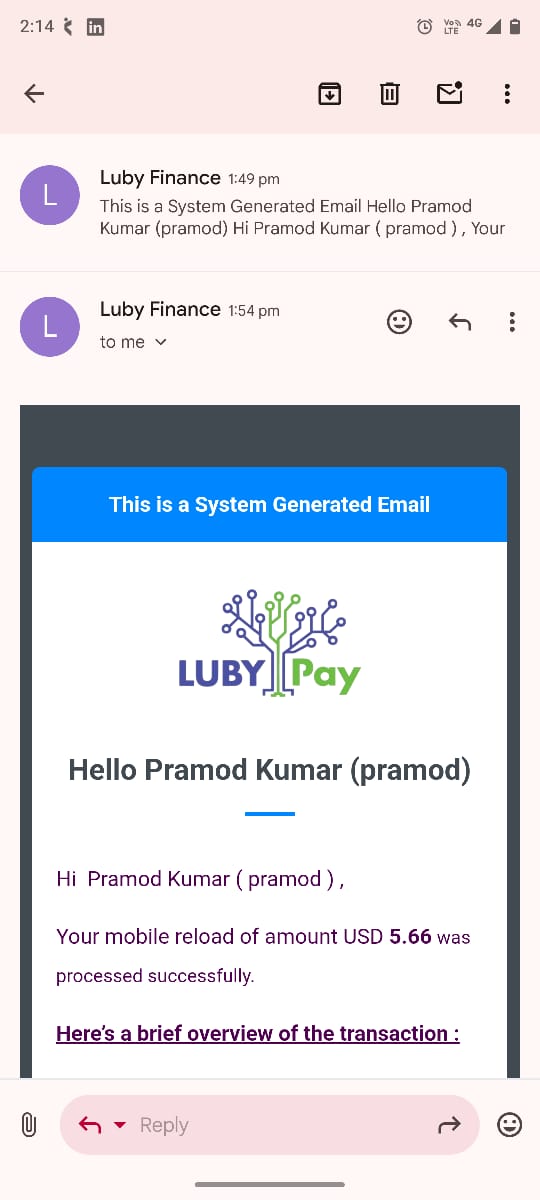 2:14
in
Vo LTE 4G
L
Luby Finance 1:49 pm
This is a System Generated Email Hello Pramod
Kumar (pramod) Hi Pramod Kumar ( pramod ) , Your
L
Luby Finance 1:54 pm
to me
This is a System Generated Email
LUBY Pay
Hello Pramod Kumar (pramod)
Hi Pramod Kumar ( pramod ) ,
Your mobile reload of amount USD 5.66 was
processed successfully.
Here’s a brief overview of the transaction :
Reply